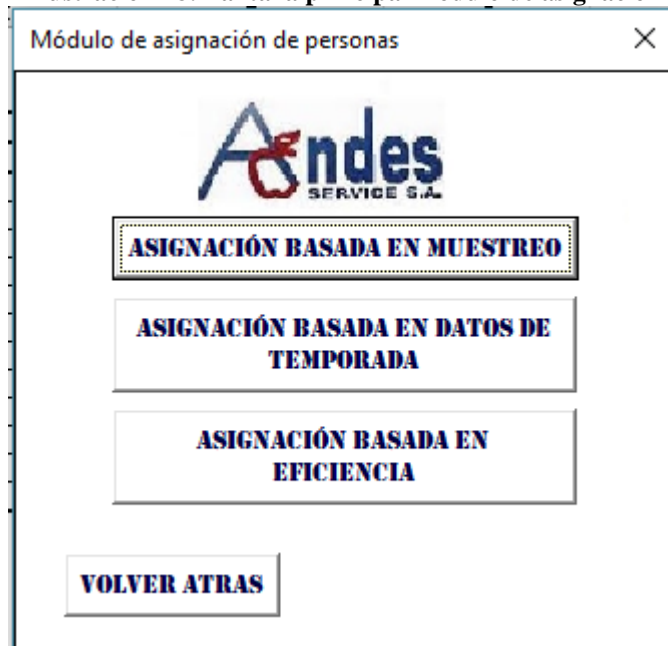 Módulo de asignación de personas
Andes
SERVICE S.A.
ASIGNACIÓN BASADA EN MUESTREO
ASIGNACIÓN BASADA EN DATOS DE
TEMPORADA
ASIGNACIÓN BASADA EN
EFICIENCIA
VOLVER ATRAS